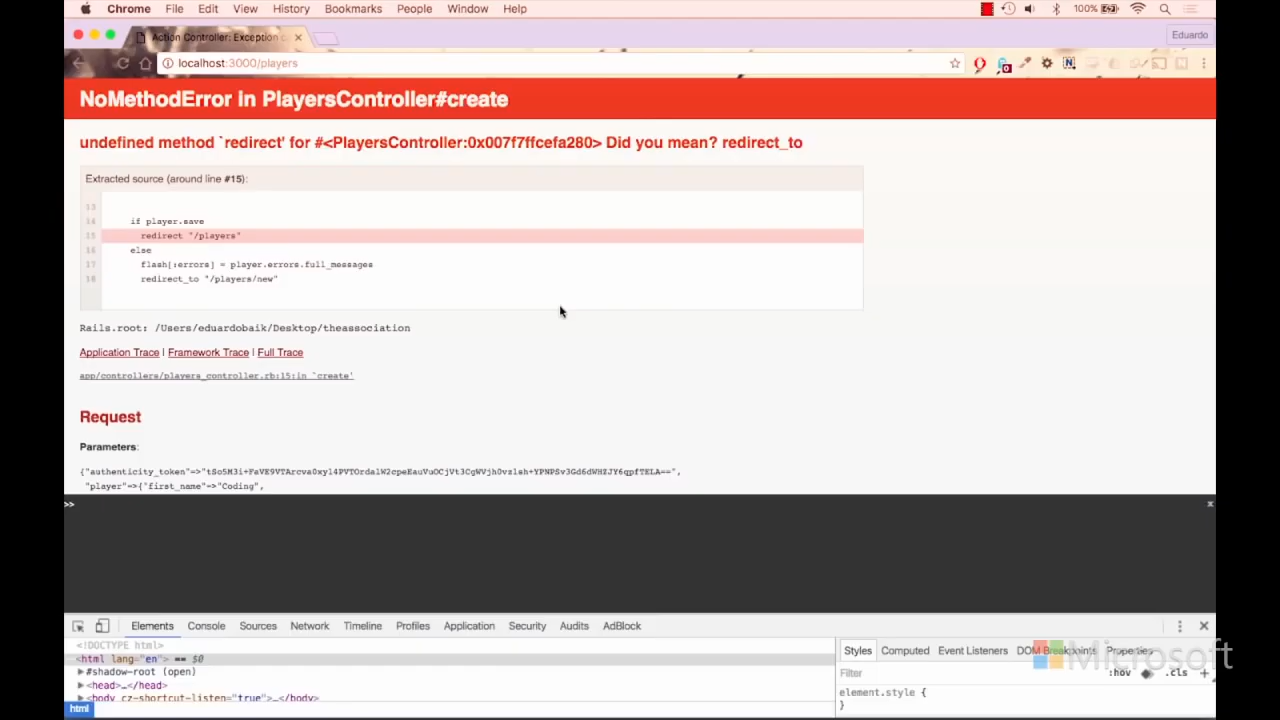 Chrome File Edit View History Bookmarks People Window Help 100%
Action Controller: Exception Eduardo
localhost:3000/players
NoMethodError in PlayersController#create
undefined method `redirect' for #<PlayersController:0x007f7ffcefa280> Did you mean? redirect_to
Extracted source (around line #15):
13
14 if player.save
15 redirect "/players"
16 else
17 flash[:errors] = player.errors.full_messages
18 redirect_to "/players/new"
Rails.root: /Users/eduardobaik/Desktop/theassociation
Application Trace | Framework Trace | Full Trace
app/controllers/players_controller.rb:15:in `create'
Request
Parameters:
"player"=>{"first_name"=>"Coding",
>> x
Elements Console Sources Network Timeline Profiles Application Security Audits AdBlock
<!DOCTYPE html>
<html lang="en"> == $0
#shadow-root (open)
<head>…</head>
<body cz-shortcut-listen="true">…</body>
html
Styles Computed Event Listeners DOM Breakpoints Properties
Filter :hov .cls +
element.style {
}
Microsoft